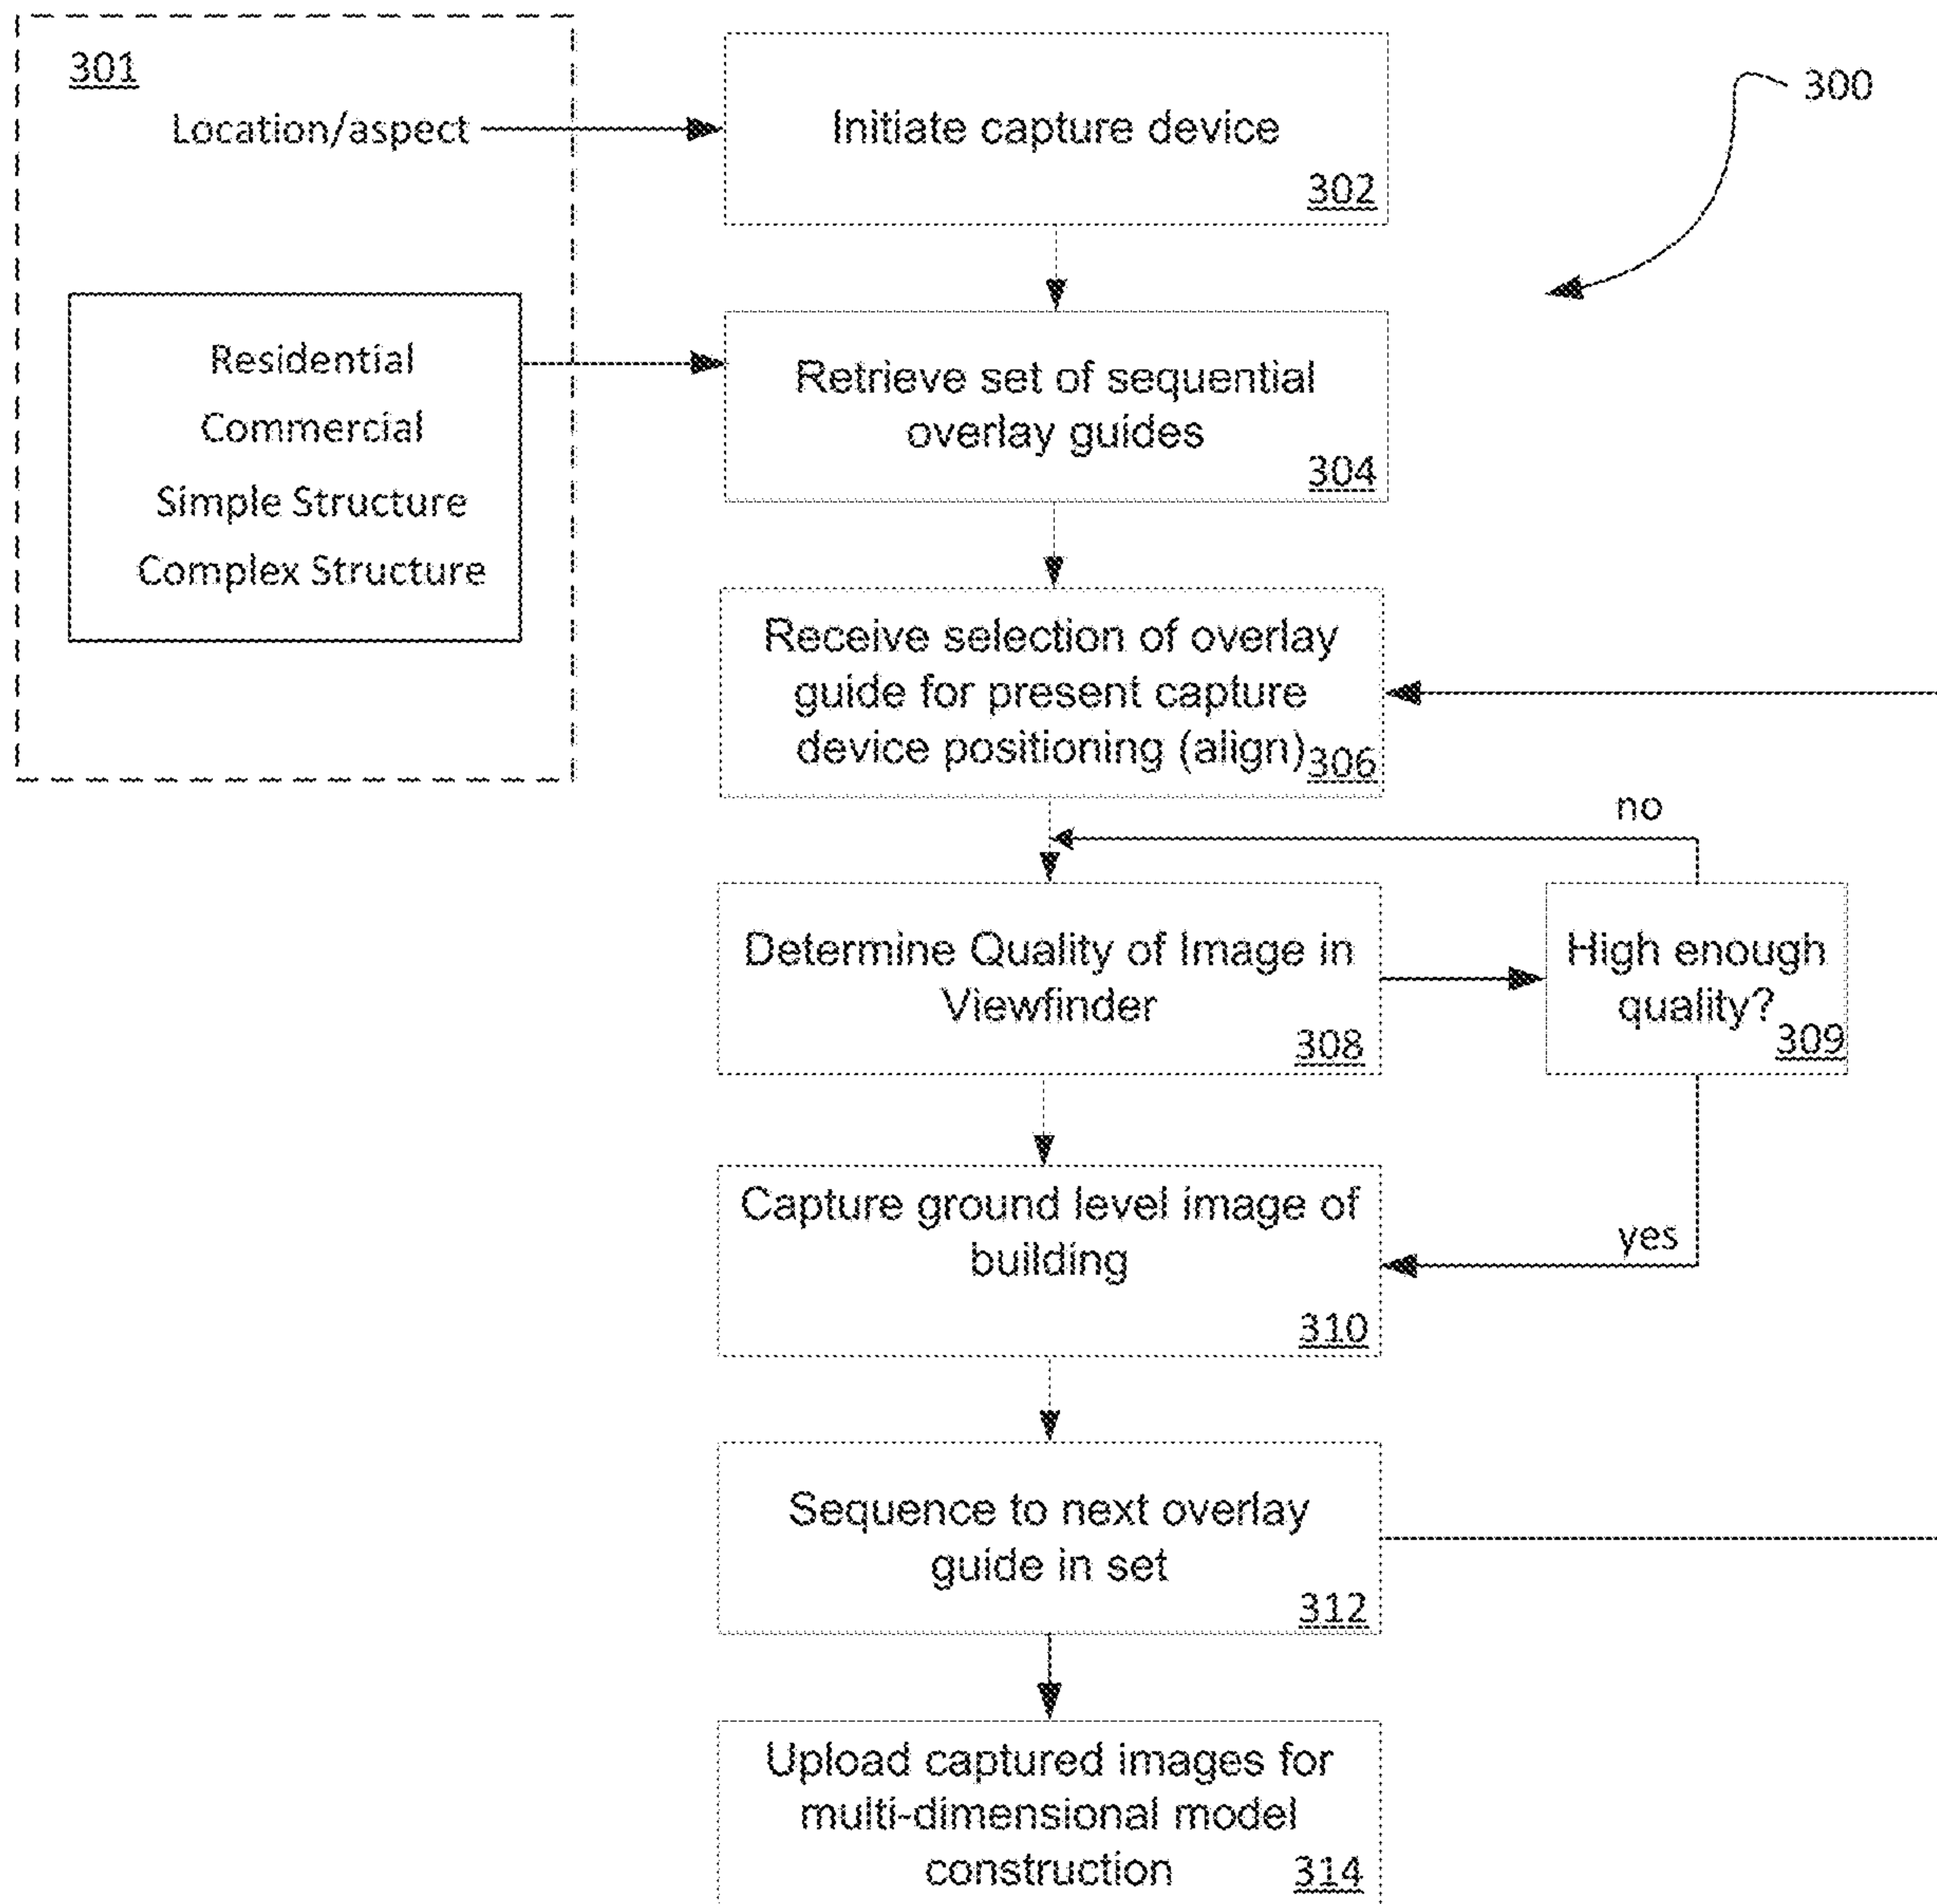 301
Location/aspect
Residential
Commercial
Simple Structure
Complex Structure
Initiate capture device
302
300
Retrieve set of sequential
overlay guides
304
Receive selection of overlay
guide for present capture
device positioning (align)
306
no
Determine Quality of Image in
Viewfinder
308
High enough
quality?
309
Capture ground level image of
building
310
yes
Sequence to next overlay
guide in set
312
Upload captured images for
multi-dimensional model
construction
314